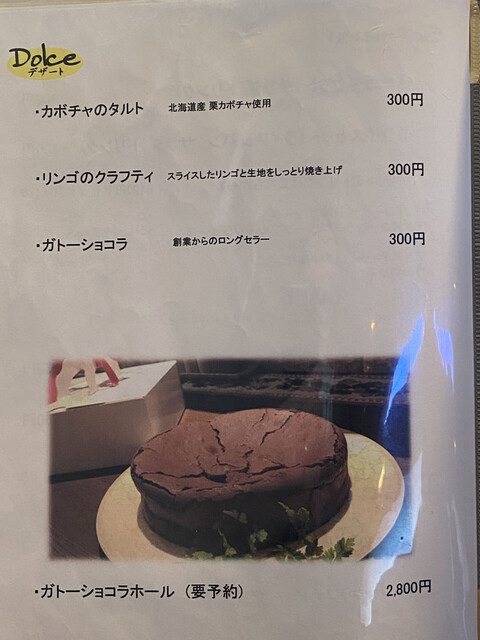 Dolce
デザート
・カボチャのタルト 北海道産 栗カボチャ使用 300円
・リンゴのクラフティ スライスしたリンゴと生地をしっとり焼き上げ 300円
・ガトーショコラ 創業からのロングセラー 300円
・ガトーショコラホール （要予約） 2,800円